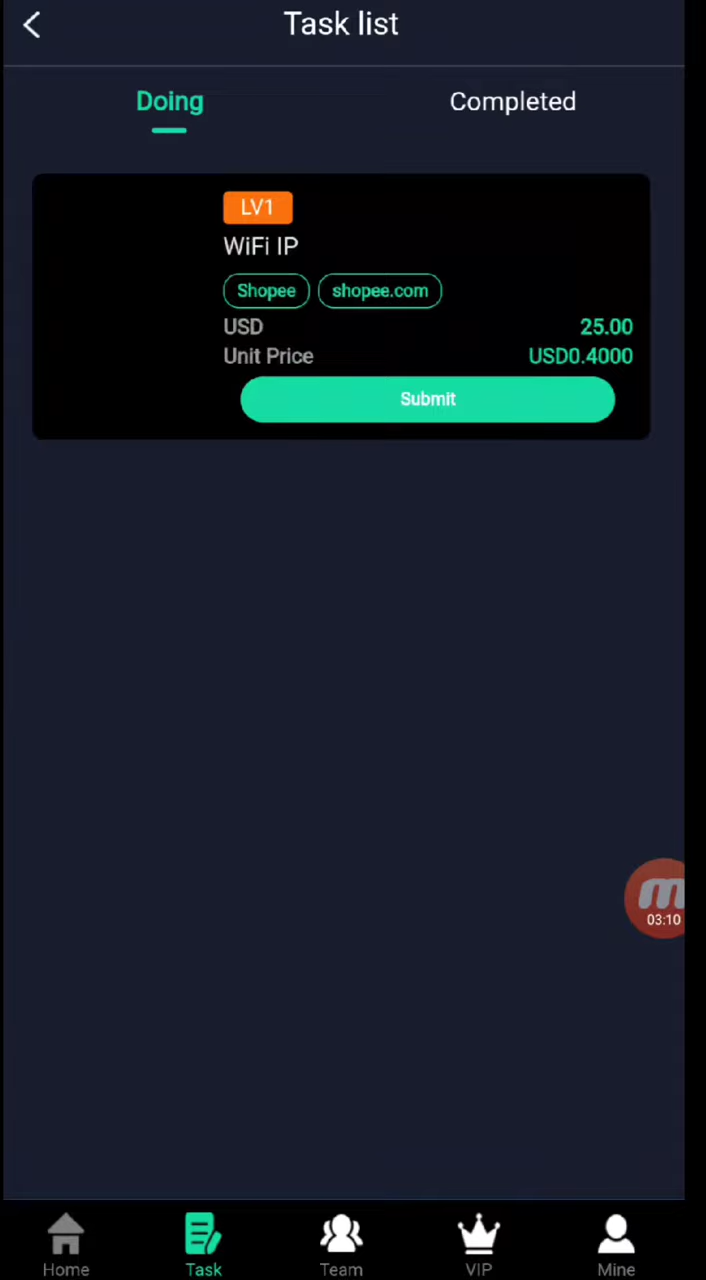 Task list
Doing Completed
LV1
WiFi IP
Shopee shopee.com
USD 25.00
Unit Price USD0.4000
Submit
03:10
Home Task Team VIP Mine